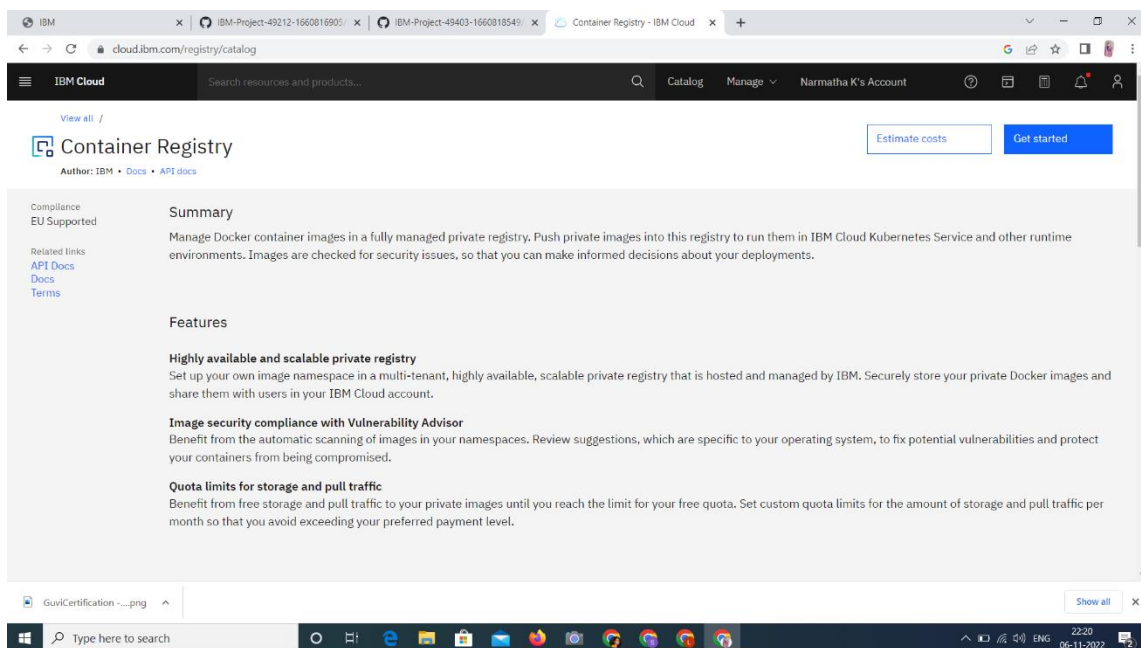 IBM
IBM-Project-49212-1660816905/
IBM-Project-49403-1660818549/
Container Registry - IBM Cloud
cloud.ibm.com/registry/catalog
IBM Cloud
Search resources and products...
Catalog
Manage
Narmatha K's Account
View all /
Container Registry
Author: IBM • Docs • API docs
Estimate costs
Get started
Compliance
EU Supported
Related links
API Docs
Docs
Terms
Summary
Manage Docker container images in a fully managed private registry. Push private images into this registry to run them in IBM Cloud Kubernetes Service and other runtime
environments. Images are checked for security issues, so that you can make informed decisions about your deployments.
Features
Highly available and scalable private registry
Set up your own image namespace in a multi-tenant, highly available, scalable private registry that is hosted and managed by IBM. Securely store your private Docker images and
share them with users in your IBM Cloud account.
Image security compliance with Vulnerability Advisor
Benefit from the automatic scanning of images in your namespaces. Review suggestions, which are specific to your operating system, to fix potential vulnerabilities and protect
your containers from being compromised.
Quota limits for storage and pull traffic
Benefit from free storage and pull traffic to your private images until you reach the limit for your free quota. Set custom quota limits for the amount of storage and pull traffic per
month so that you avoid exceeding your preferred payment level.
GuviCertification -....png
Show all
Type here to search
ENG
22:20
06-11-2022